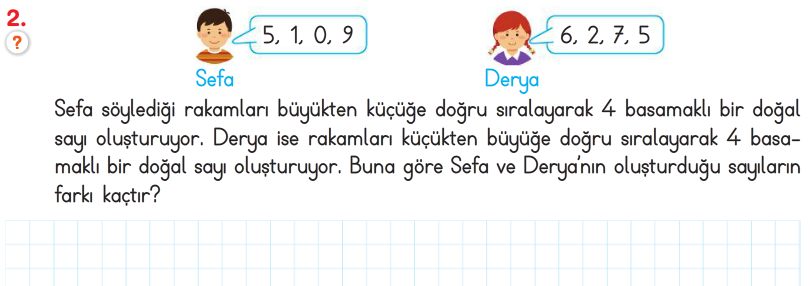 2.
?
5, 1, 0, 9
6, 2, 7, 5
Sefa
Derya
Sefa söylediği rakamları büyükten küçüğe doğru sıralayarak 4 basamaklı bir doğal
sayı oluşturuyor. Derya ise rakamları küçükten büyüğe doğru sıralayarak 4 basa-
maklı bir doğal sayı oluşturuyor. Buna göre Sefa ve Derya'nın oluşturduğu sayıların
farkı kaçtır?